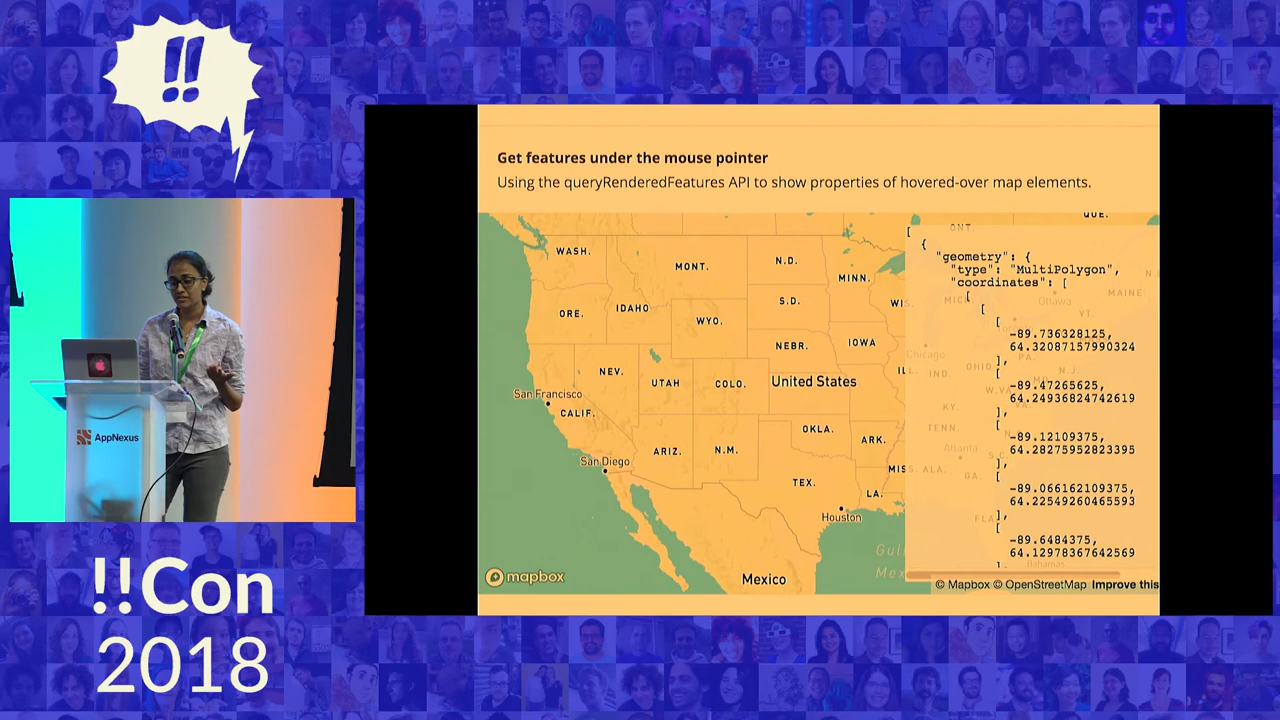 !!
AppNexus
!!Con
2018
Get features under the mouse pointer
Using the queryRenderedFeatures API to show properties of hovered-over map elements.
QUE.
ONT.
WASH.
MONT.
N.D.
MINN.
ORE.
IDAHO
WYO.
S.D.
WIS.
MICH
Ottawa
MAINE
VT.
NEBR.
IOWA
Chicago
NEV.
UTAH
COLO.
United States
ILL.
IND.
OHIO
PA.
N.J.
W.VA.
San Francisco
CALIF.
KY.
OKLA.
TENN.
ARIZ.
N.M.
ARK.
Atlanta
S.C.
San Diego
MISS.
ALA.
GA.
TEX.
LA.
Houston
FLA.
Gulf
Mex
Bahamas
Mexico
[
{
"geometry": {
"type": "MultiPolygon",
"coordinates": [
[
[
[
-89.736328125,
64.32087157990324
],
[
-89.47265625,
64.24936824742619
],
[
-89.12109375,
64.28275952823395
],
[
-89.066162109375,
64.22549260465593
],
[
-89.6484375,
64.12978367642569
],
mapbox
© Mapbox © OpenStreetMap Improve this